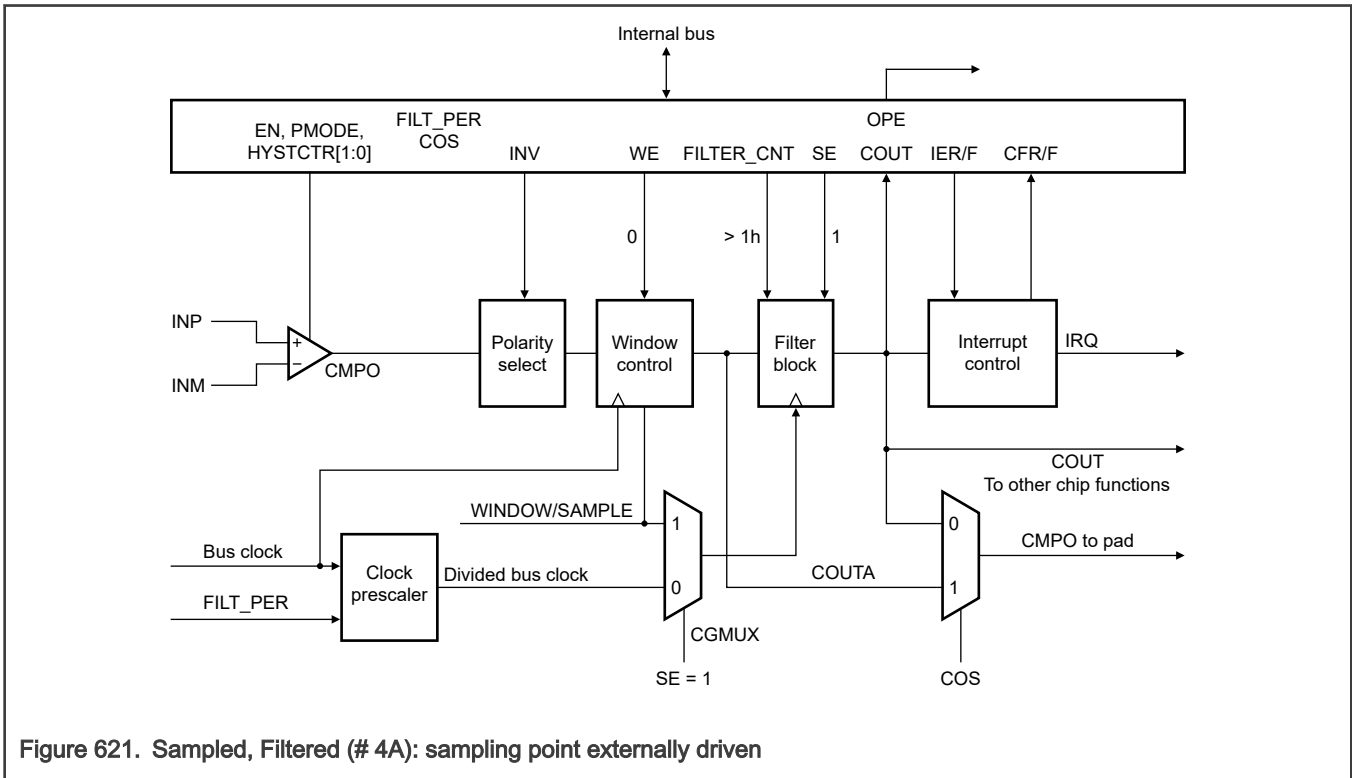 Internal bus
EN, PMODE,
HYSTCTR[1:0]
FILT_PER
COS
INV
WE
FILTER_CNT
SE
OPE
COUT
IER/F
CFR/F
0
> 1h
1
INP
INM
+
−
CMPO
Polarity
select
Window
control
Filter
block
Interrupt
control
IRQ
COUT
To other chip functions
WINDOW/SAMPLE
1
0
CGMUX
SE = 1
Bus clock
FILT_PER
Clock
prescaler
Divided bus clock
COUTA
0
1
CMPO to pad
COS
Figure 621. Sampled, Filtered (# 4A): sampling point externally driven